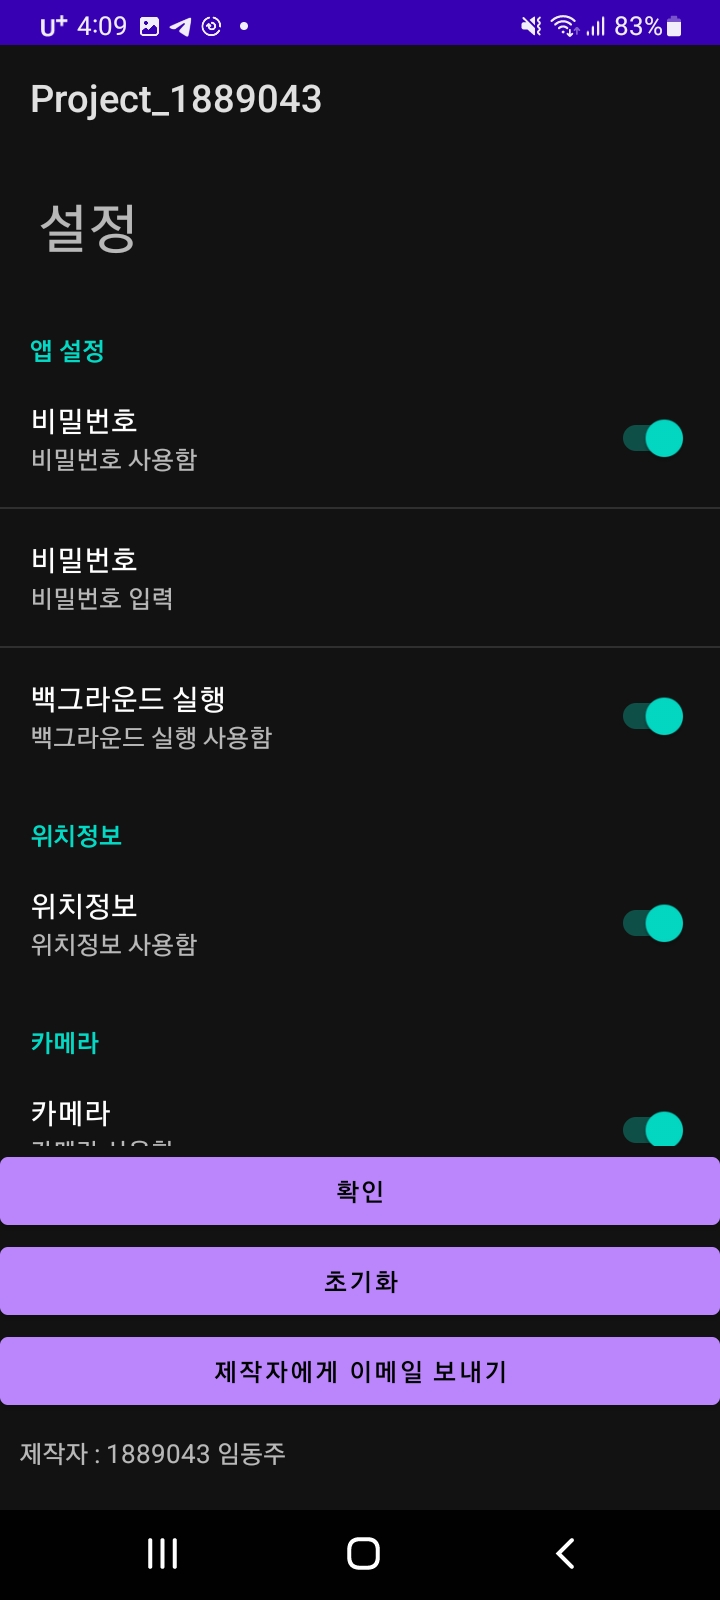 U+ 4:09 83%
Project_1889043
설정
앱 설정
비밀번호
비밀번호 사용함
비밀번호
비밀번호 입력
백그라운드 실행
백그라운드 실행 사용함
위치정보
위치정보
위치정보 사용함
카메라
카메라
확인
초기화
제작자에게 이메일 보내기
제작자 : 1889043 임동주